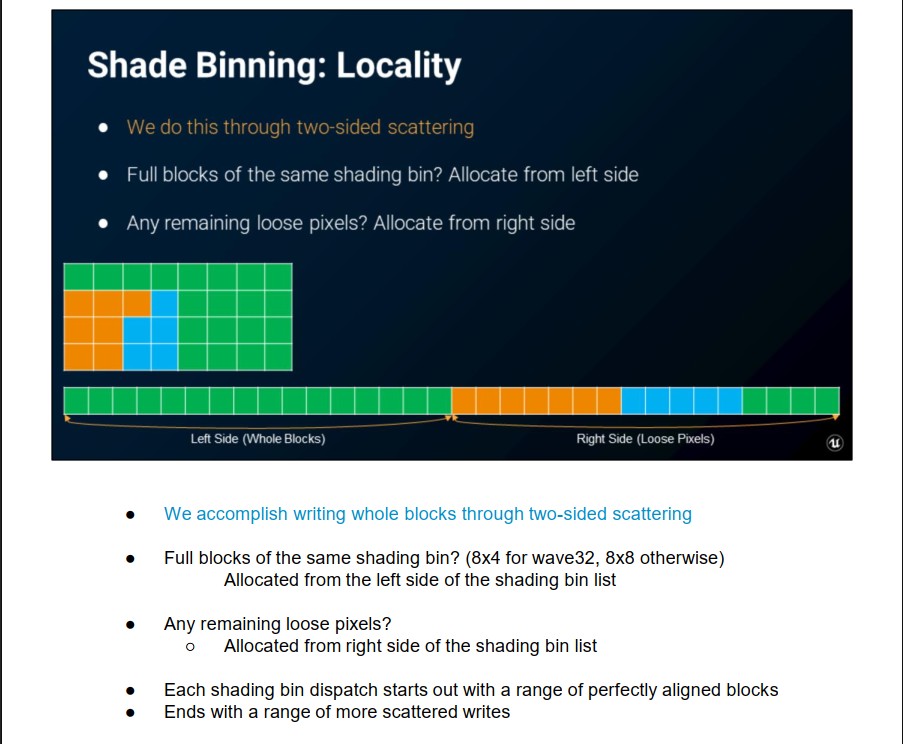 Shade Binning: Locality
● We do this through two-sided scattering
● Full blocks of the same shading bin? Allocate from left side
● Any remaining loose pixels? Allocate from right side
Left Side (Whole Blocks)
Right Side (Loose Pixels)
● We accomplish writing whole blocks through two-sided scattering
● Full blocks of the same shading bin? (8x4 for wave32, 8x8 otherwise)
Allocated from the left side of the shading bin list
● Any remaining loose pixels?
○ Allocated from right side of the shading bin list
● Each shading bin dispatch starts out with a range of perfectly aligned blocks
● Ends with a range of more scattered writes